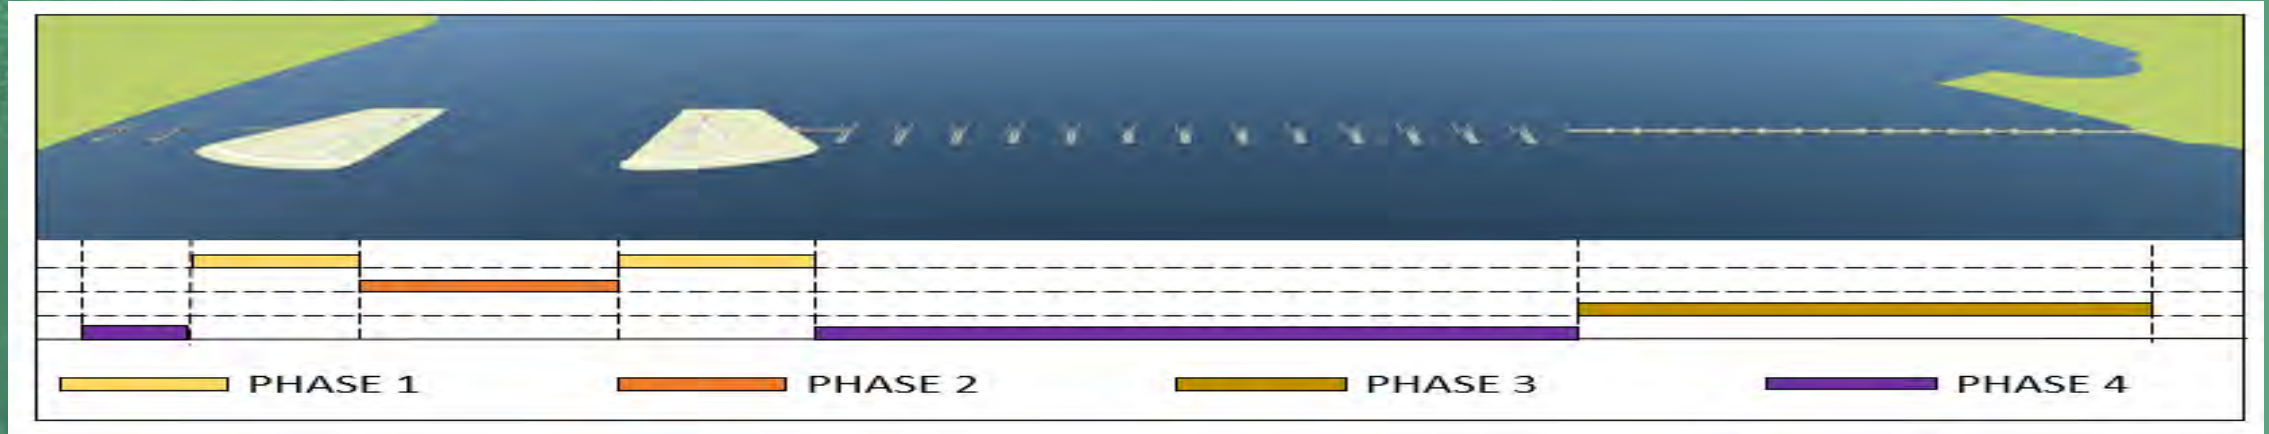 PHASE 1 PHASE 2 PHASE 3 PHASE 4